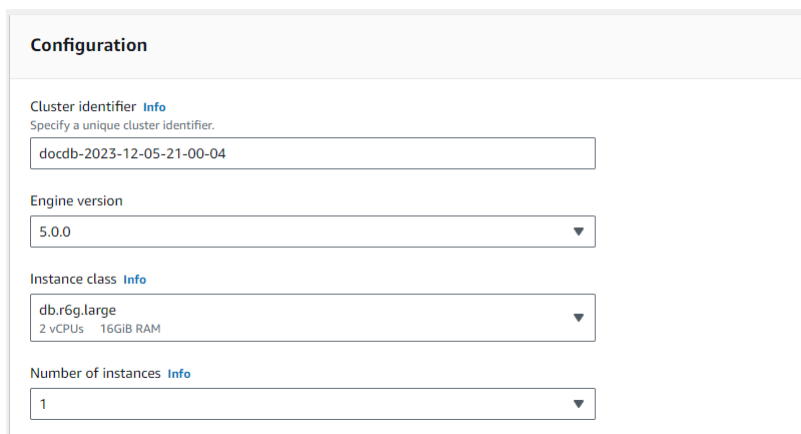 Configuration
Cluster identifier Info
Specify a unique cluster identifier.
docdb-2023-12-05-21-00-04
Engine version
5.0.0
Instance class Info
db.r6g.large
2 vCPUs 16GiB RAM
Number of instances Info
1